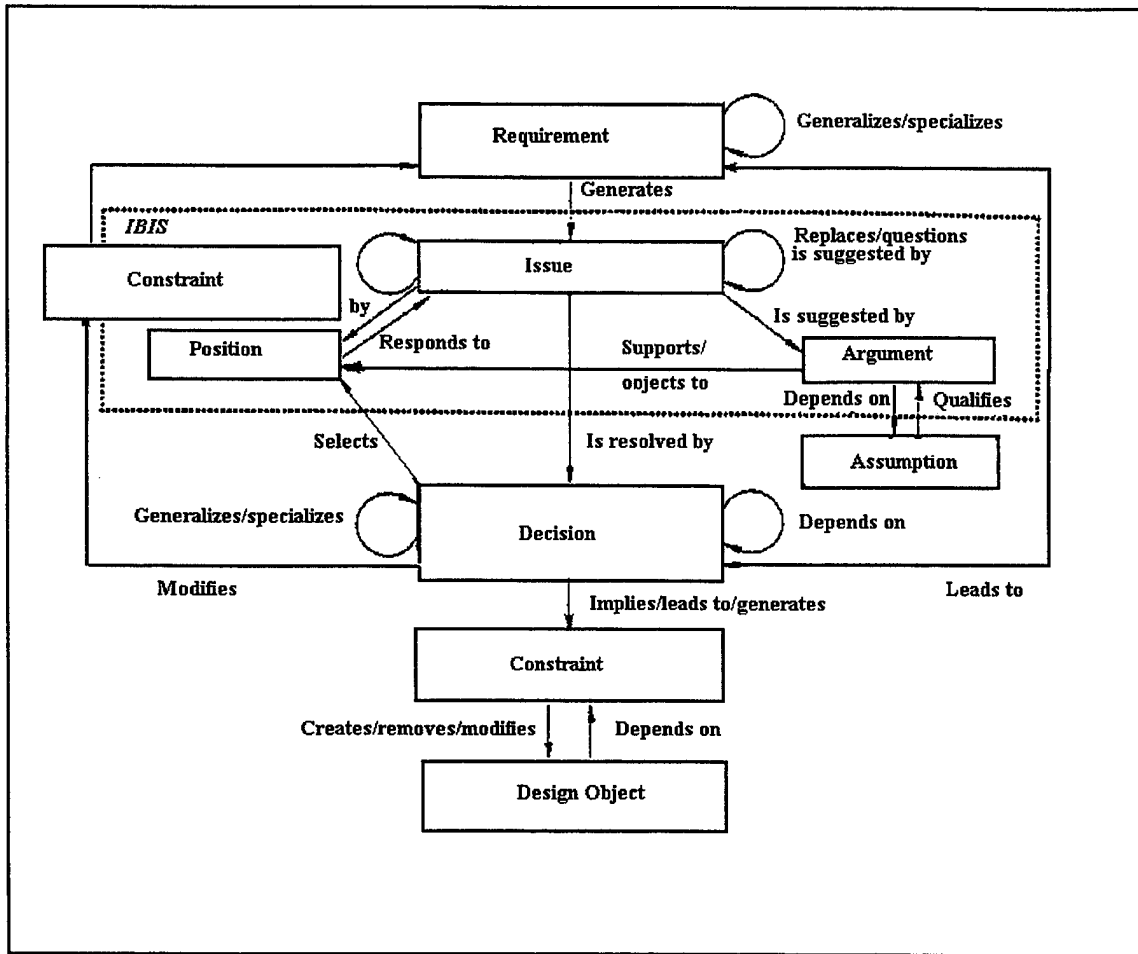 Requirement
Generalizes/specializes
Generates
IBIS
Constraint
Issue
Replaces/questions
is suggested by
by
Position
Responds to
Is suggested by
Supports/
onjects to
Argument
Depends on
Qualifies
Selects
Is resolved by
Assumption
Generalizes/specializes
Decision
Depends on
Modifies
Leads to
Implies/leads to/generates
Constraint
Creates/removes/modifies
Depends on
Design Object